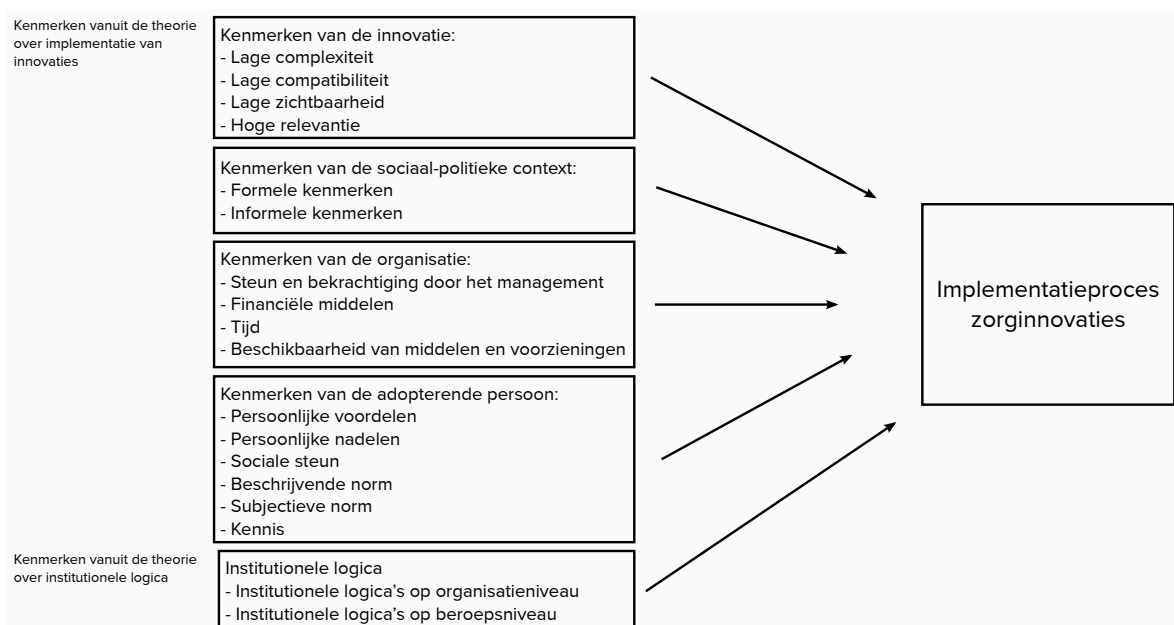 Kenmerken vanuit de theorie
over implementatie van
innovaties
Kenmerken van de innovatie:
- Lage complexiteit
- Lage compatibiliteit
- Lage zichtbaarheid
- Hoge relevantie
Kenmerken van de sociaal-politieke context:
- Formele kenmerken
- Informele kenmerken
Kenmerken van de organisatie:
- Steun en bekrachtiging door het management
- Financiële middelen
- Tijd
- Beschikbaarheid van middelen en voorzieningen
Kenmerken van de adopterende persoon:
- Persoonlijke voordelen
- Persoonlijke nadelen
- Sociale steun
- Beschrijvende norm
- Subjectieve norm
- Kennis
Kenmerken vanuit de theorie
over institutionele logica
Institutionele logica
- Institutionele logica's op organisatieniveau
- Institutionele logica's op beroepsniveau
Implementatieproces
zorginnovaties